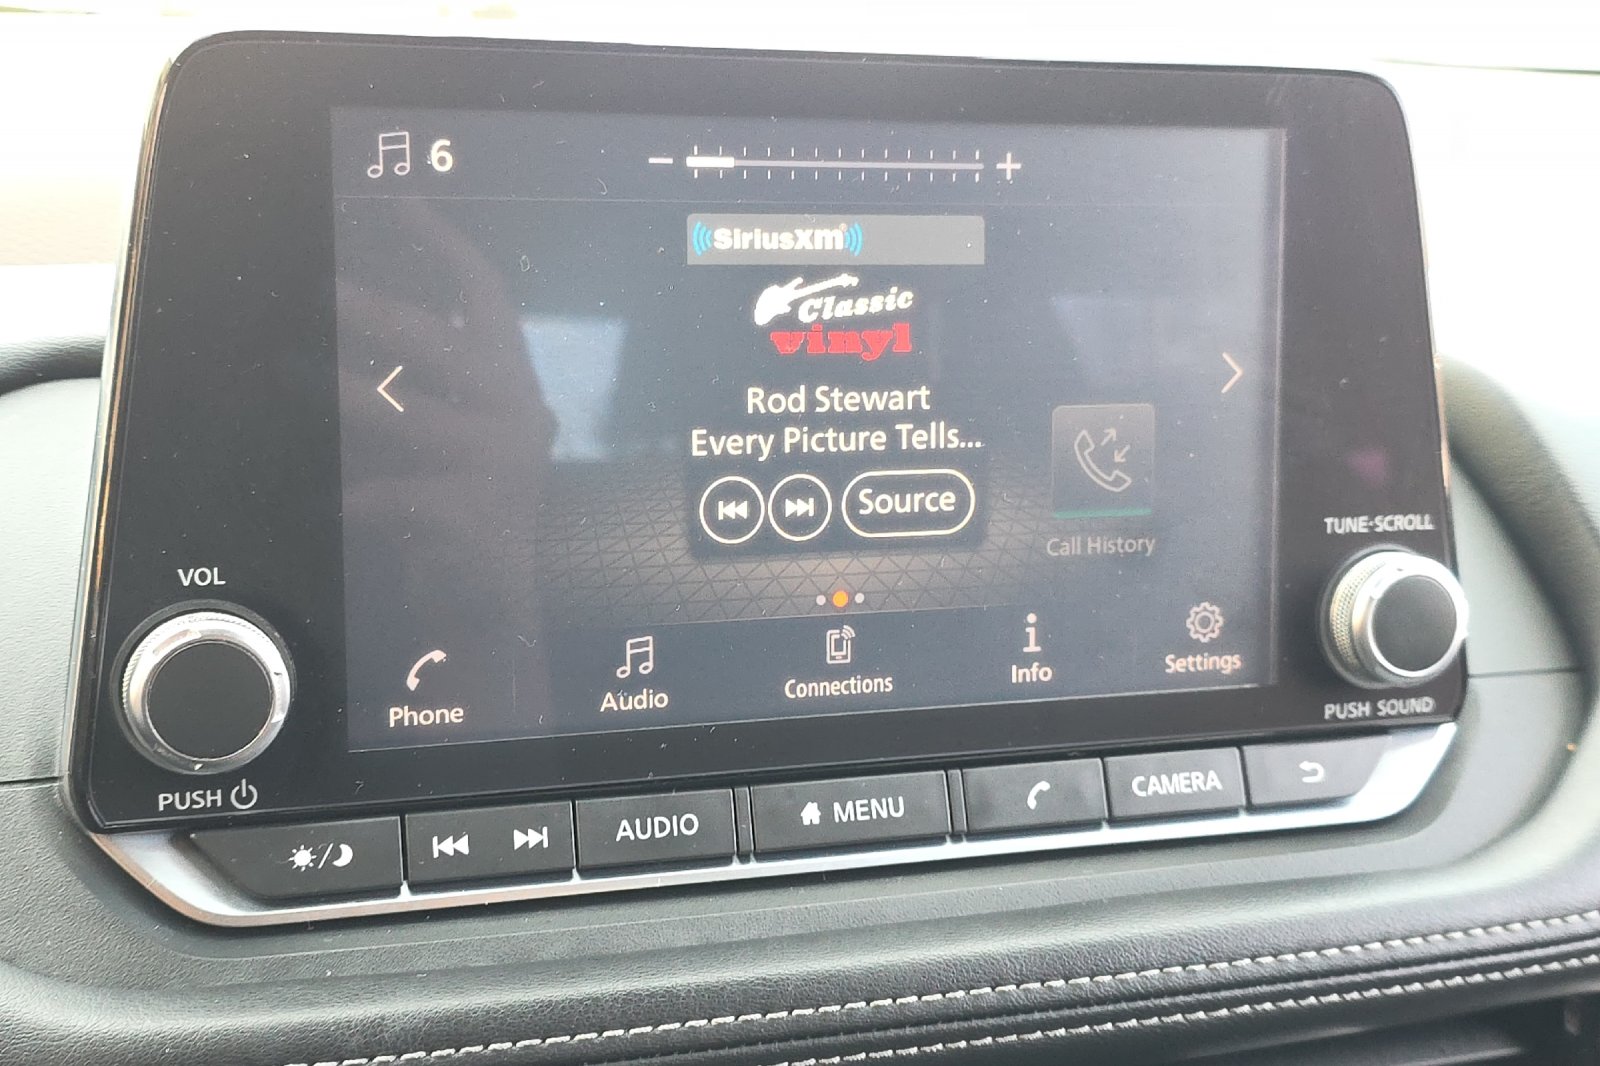 6
SiriusXM
Classic
vinyl
Rod Stewart
Every Picture Tells...
Source
Call History
Phone
Audio
Connections
Info
Settings
VOL
PUSH
TUNE·SCROLL
PUSH SOUND
AUDIO
MENU
CAMERA